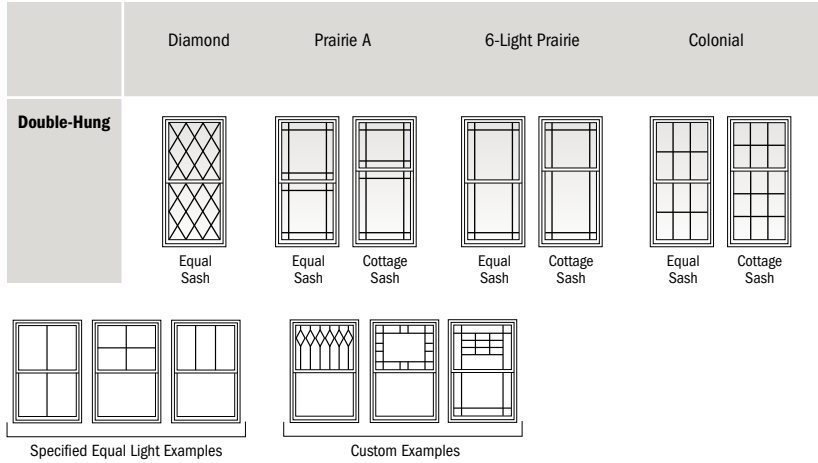 Diamond Prairie A 6-Light Prairie Colonial
Double-Hung
Equal Sash Equal Sash Cottage Sash Equal Sash Cottage Sash Equal Sash Cottage Sash
Specified Equal Light Examples Custom Examples